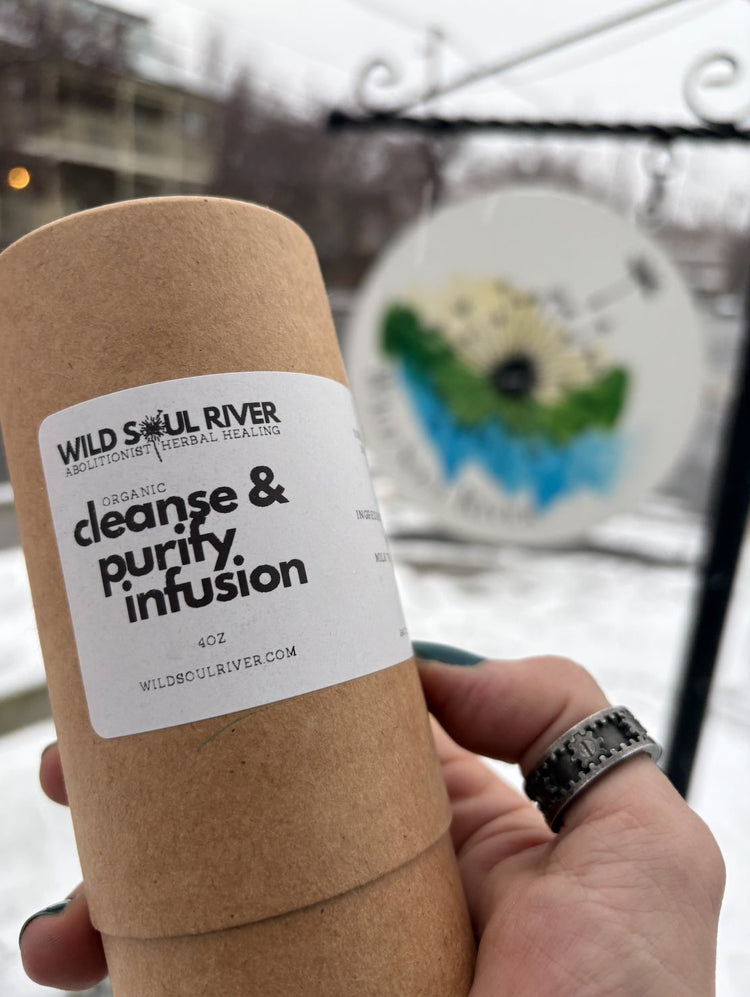 WILD SOUL RIVER
ABOLITIONIST HERBAL HEALING
ORGANIC
cleanse &
purify
infusion
4OZ
WILDSOULRIVER.COM